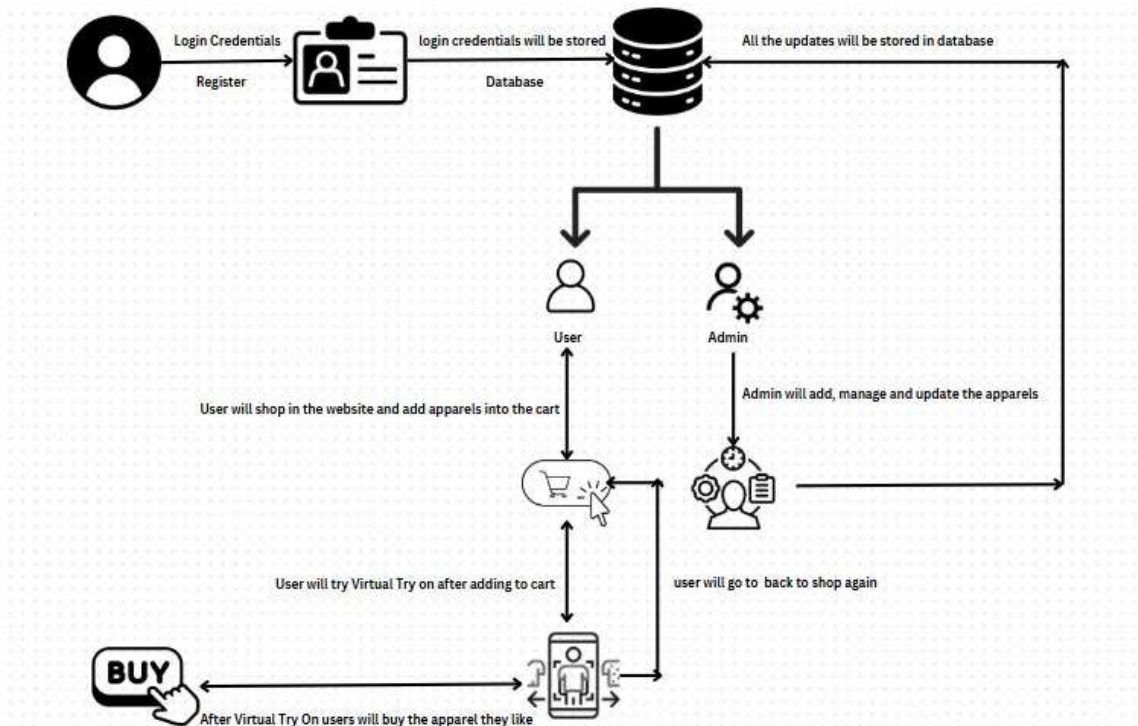 Login Credentials
Register
login credentials will be stored
Database
All the updates will be stored in database
User
Admin
User will shop in the website and add apparels into the cart
Admin will add, manage and update the apparels
User will try Virtual Try on after adding to cart
user will go to back to shop again
BUY
After Virtual Try On users will buy the apparel they like